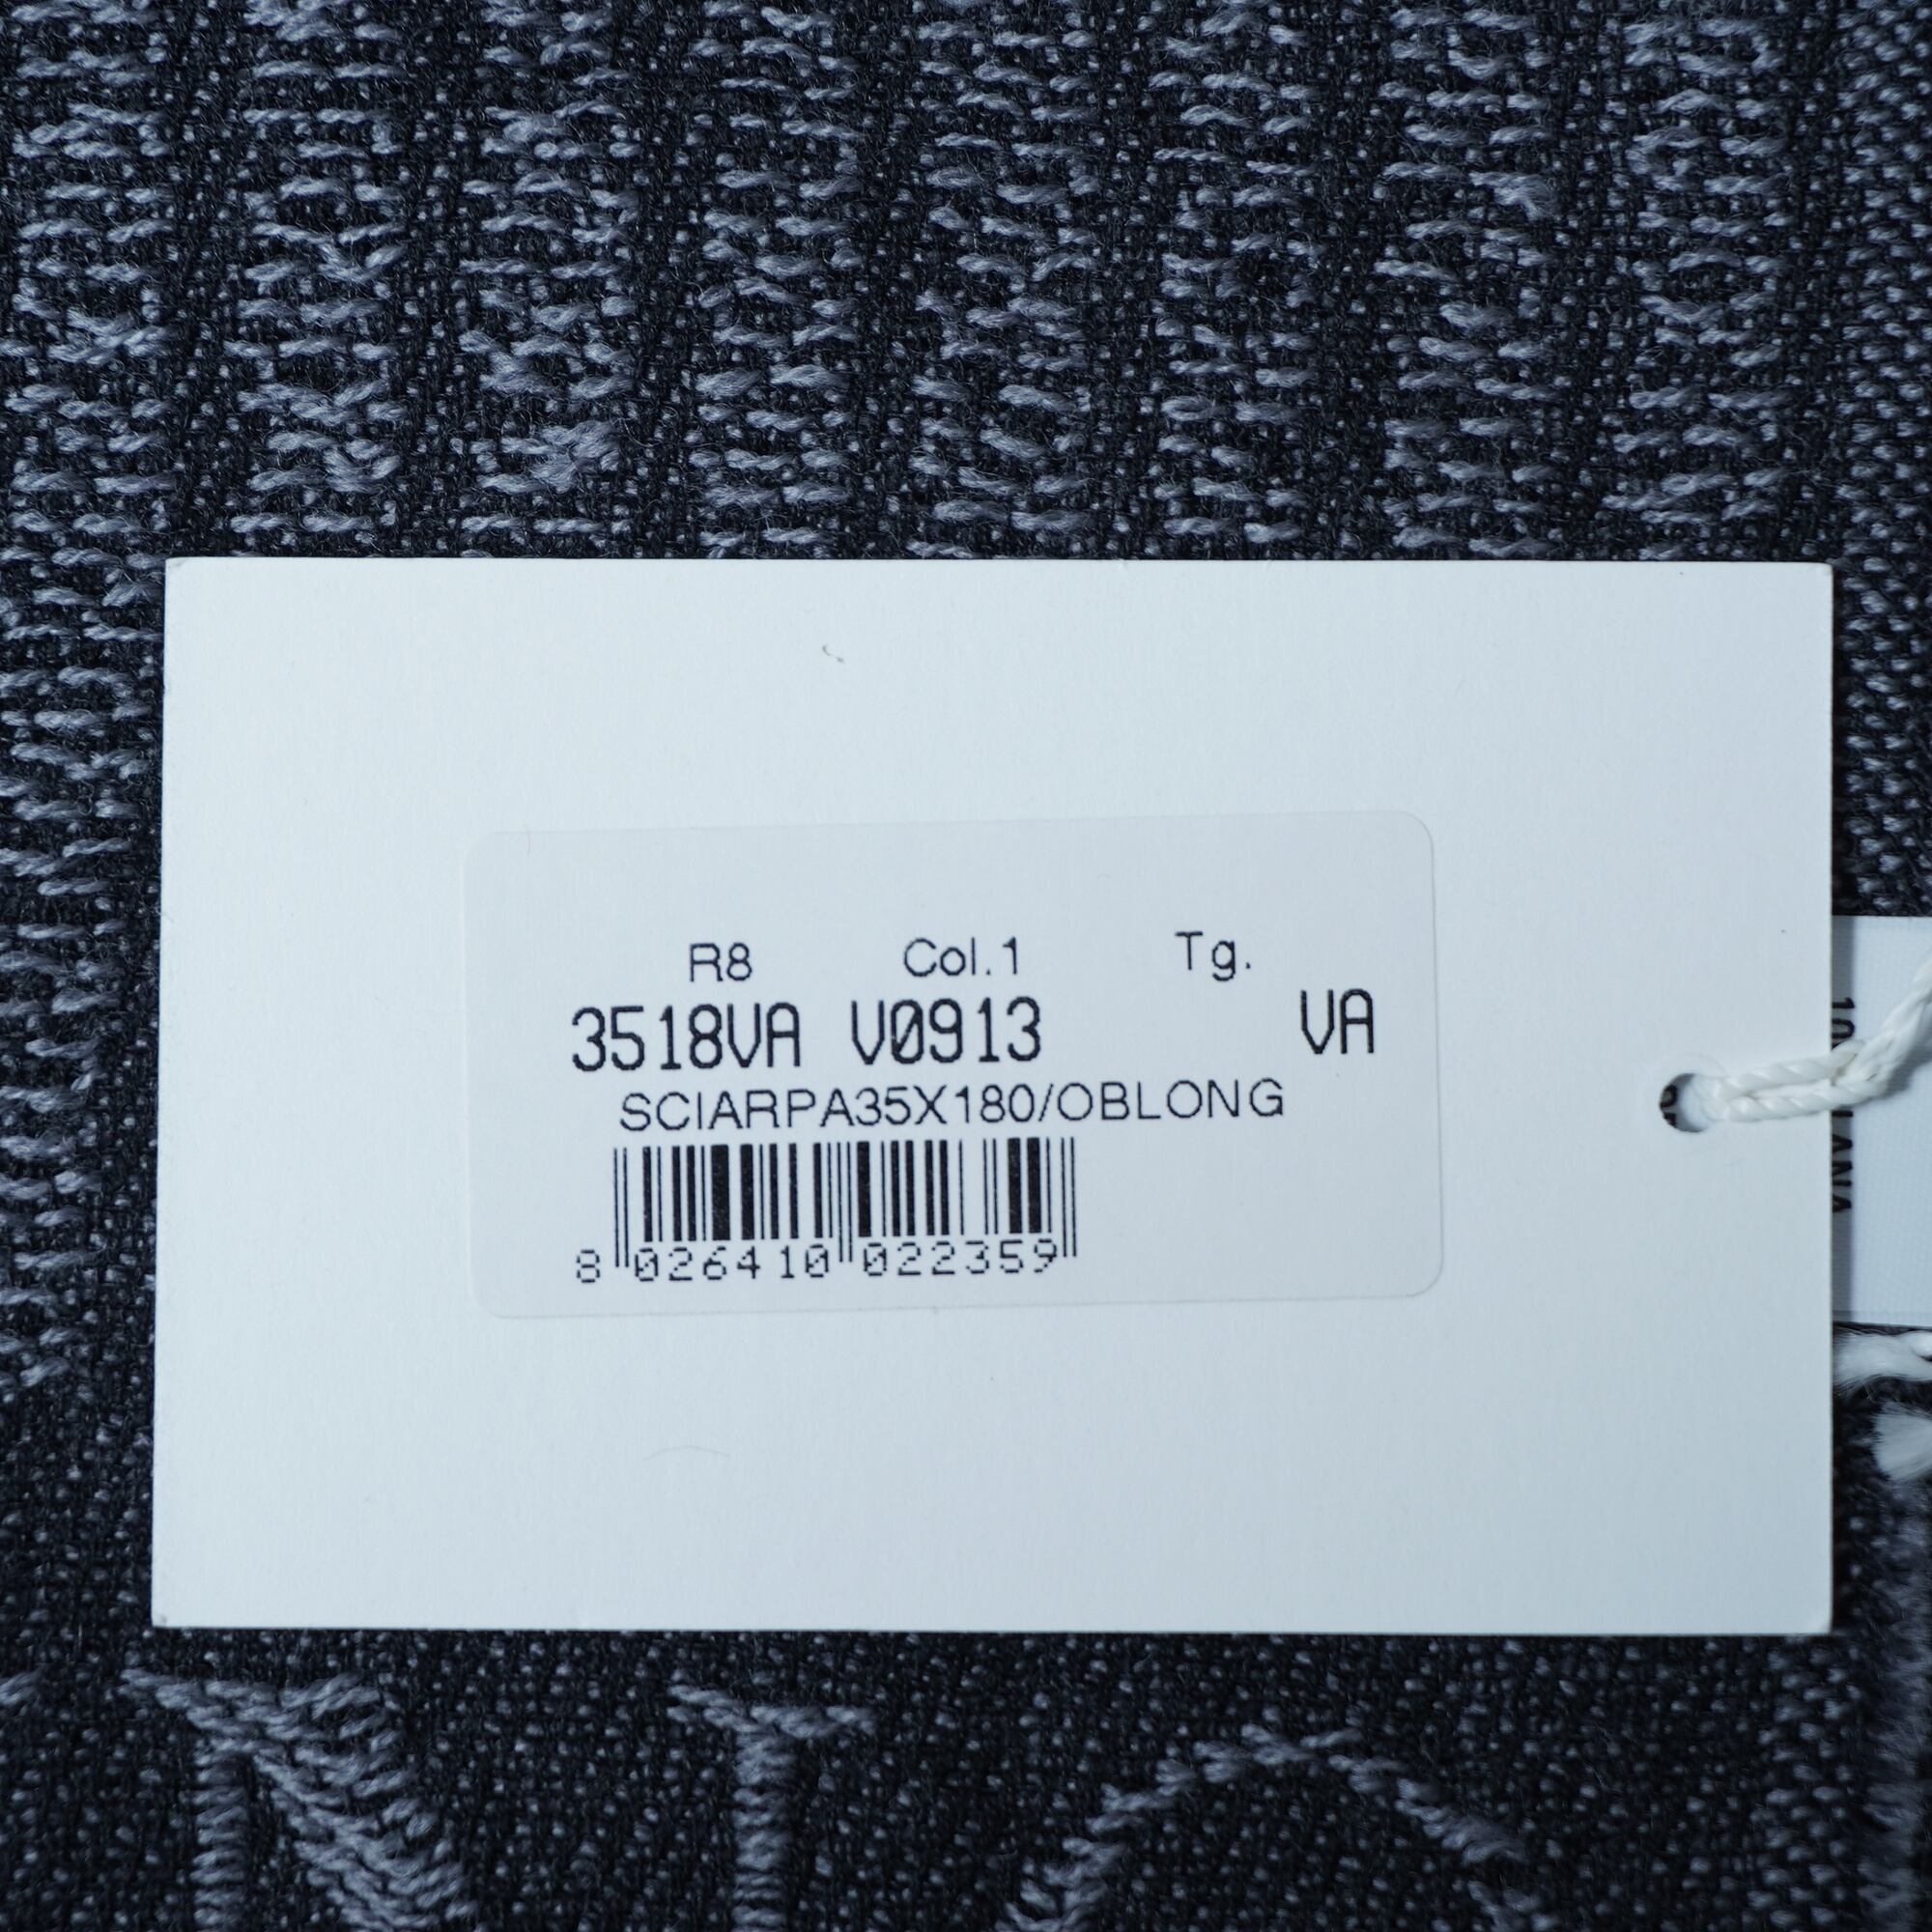 R8 Col.1 Tg.
3518VA V0913 VA
SCIARPA35X180/OBLONG
8 026410 022359